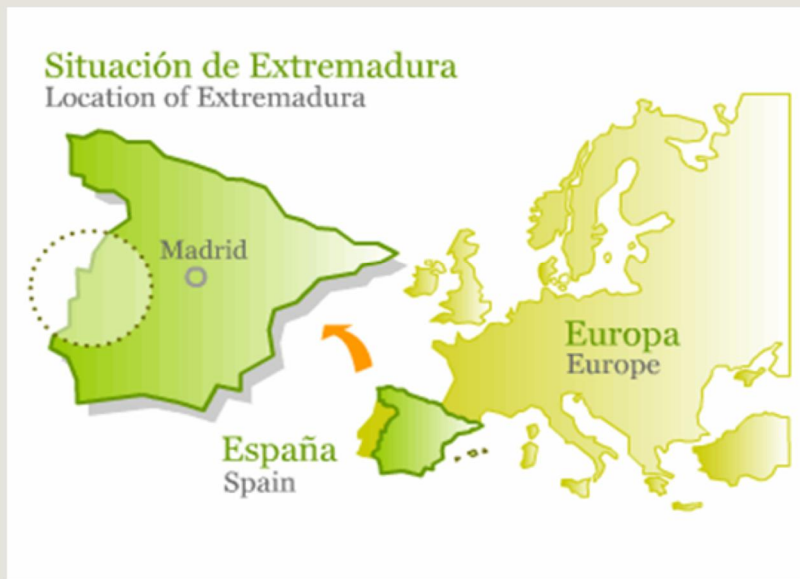 Situación de Extremadura
Location of Extremadura
Madrid
Europa
Europe
España
Spain